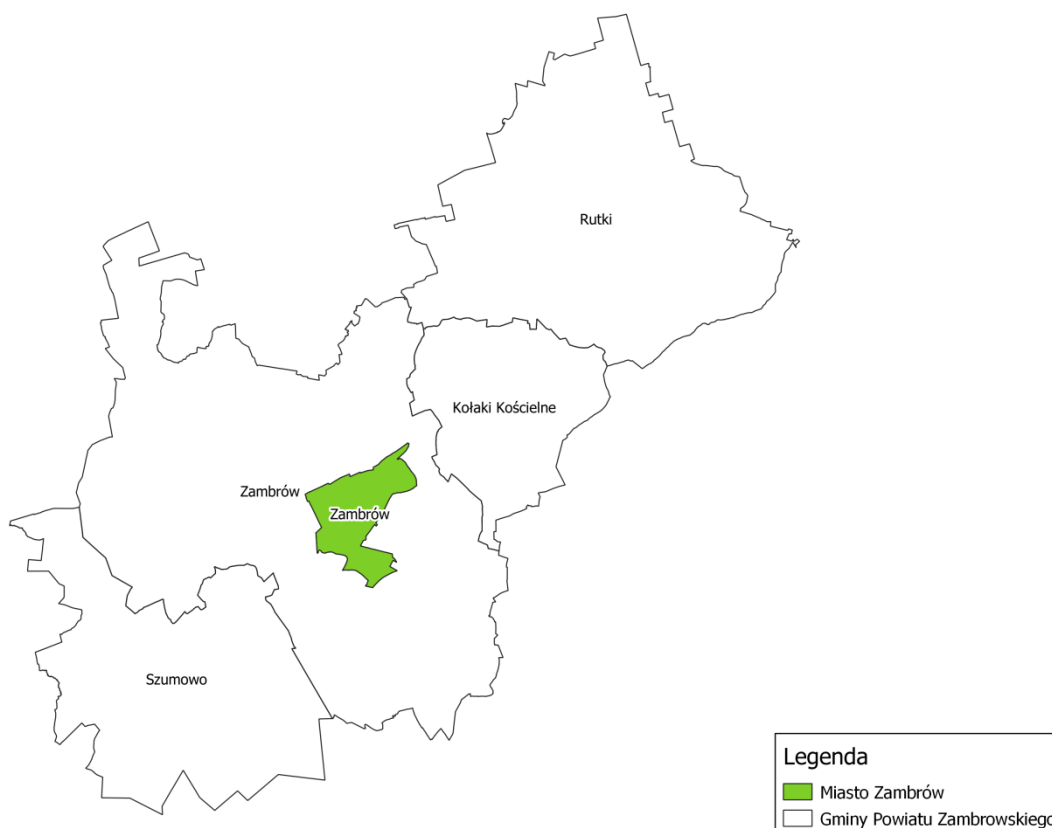 Rutki
Kołaki Kościelne
Zambrów
Zambrów
Szumowo
Legenda
Miasto Zambrów
Gminy Powiatu Zambrowskiego